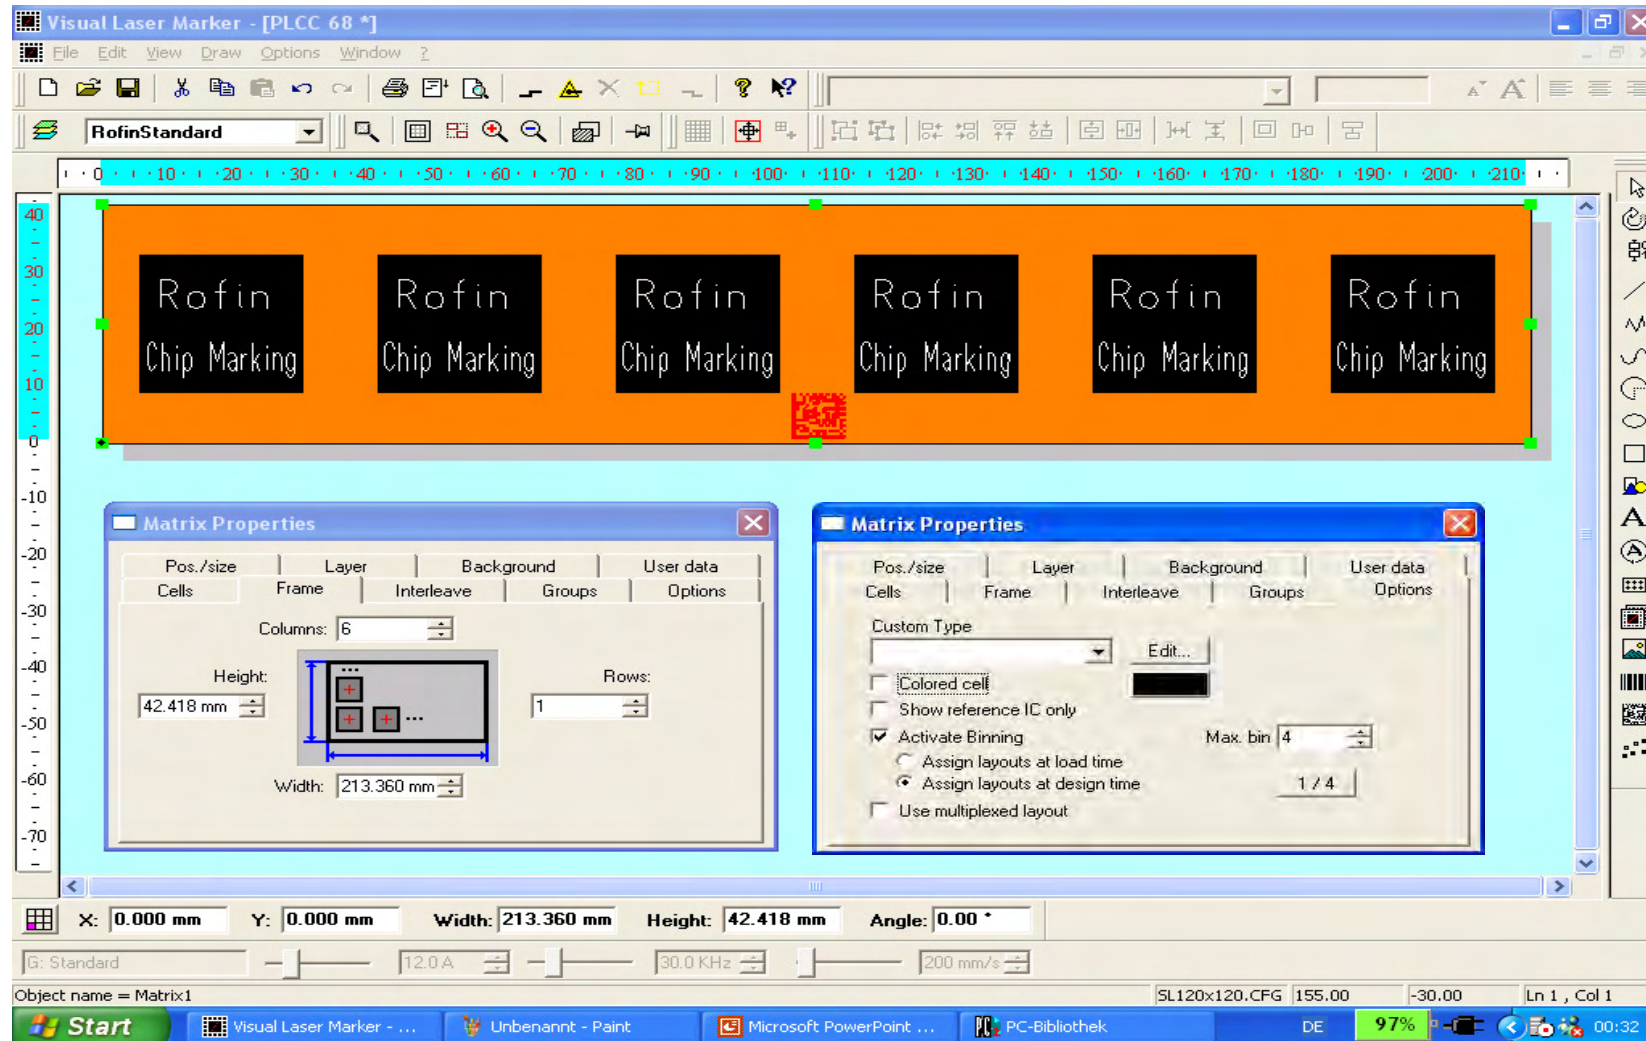 Visual Laser Marker - [PLCC 68 *]
File Edit View Draw Options Window ?
RofinStandard
0 10 20 30 40 50 60 70 80 90 100 110 120 130 140 150 160 170 180 190 200 210
40
30
20
10
0
-10
-20
-30
-40
-50
-60
-70
Rofin Rofin Rofin Rofin Rofin Rofin
Chip Marking Chip Marking Chip Marking Chip Marking Chip Marking Chip Marking
Matrix Properties
Pos./size Layer Background User data
Cells Frame Interleave Groups Options
Columns: 6
Height:
42.418 mm
Rows:
1
Width: 213.360 mm
Matrix Properties
Pos./size Layer Background User data
Cells Frame Interleave Groups Options
Custom Type
Edit...
Colored cell
Show reference IC only
Activate Binning Max. bin 4
Assign layouts at load time
Assign layouts at design time 1 / 4
Use multiplexed layout
X: 0.000 mm Y: 0.000 mm Width: 213.360 mm Height: 42.418 mm Angle: 0.00 °
G: Standard 12.0 A 30.0 KHz 200 mm/s
Object name = Matrix1 SL120x120.CFG 155.00 -30.00 Ln 1 , Col 1
Start Visual Laser Marker - ... Unbenannt - Paint Microsoft PowerPoint ... PC-Bibliothek DE 97% 00:32